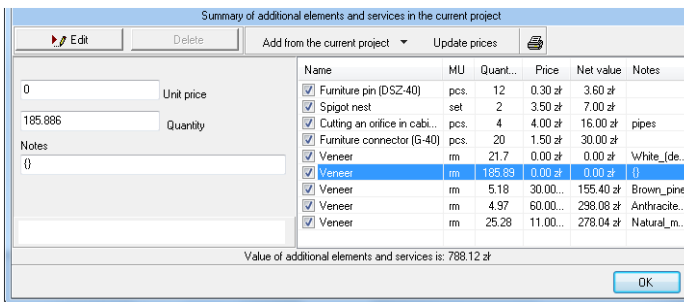 Summary of additional elements and services in the current project
Edit Delete Add from the current project Update prices
Name MU Quant... Price Net value Notes
0 Unit price
185.886 Quantity
Notes
{}
Furniture pin (DSZ-40) pcs. 12 0.30 zł 3.60 zł
Spigot nest set 2 3.50 zł 7.00 zł
Cutting an orifice in cabi... pcs. 4 4.00 zł 16.00 zł pipes
Furniture connector (G-40) pcs. 20 1.50 zł 30.00 zł
Veneer rm 21.7 0.00 zł 0.00 zł White_(de...
Veneer rm 185.89 0.00 zł 0.00 zł {}
Veneer rm 5.18 30.00... 155.40 zł Brown_pine
Veneer rm 4.97 60.00... 298.08 zł Anthracite...
Veneer rm 25.28 11.00... 278.04 zł Natural_m...
Value of additional elements and services is: 788.12 zł
OK